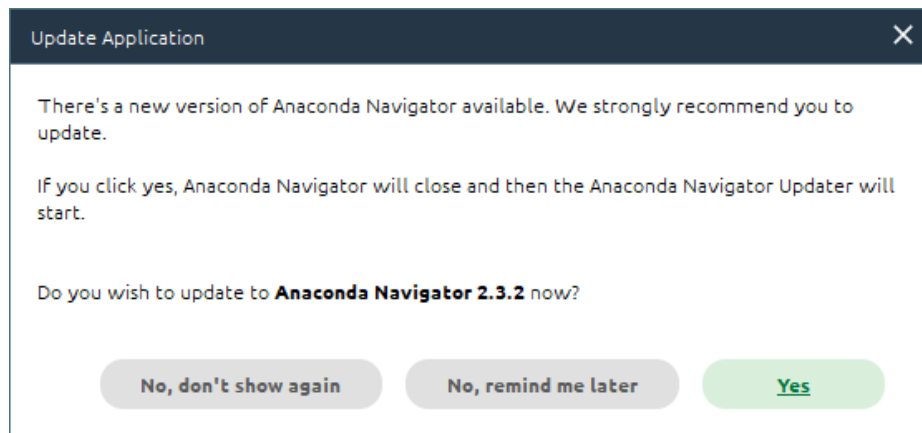 Update Application
There's a new version of Anaconda Navigator available. We strongly recommend you to
update.
If you click yes, Anaconda Navigator will close and then the Anaconda Navigator Updater will
start.
Do you wish to update to Anaconda Navigator 2.3.2 now?
No, don't show again
No, remind me later
Yes